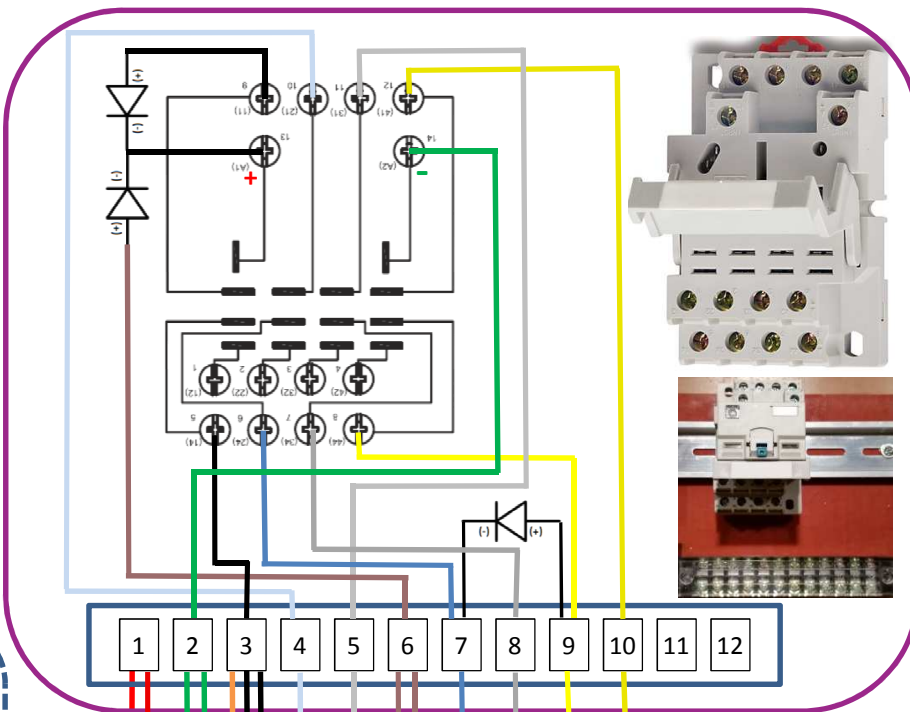 (+)
9 10 11 12
(11) (21) (31) (41)
(-)
13 14
(A1) (A2)
+ -
(-)
(+)
1 2 3 4
(12) (22) (32) (42)
5 6 7 8
(14) (24) (34) (44)
(-) (+)
1 2 3 4 5 6 7 8 9 10 11 12